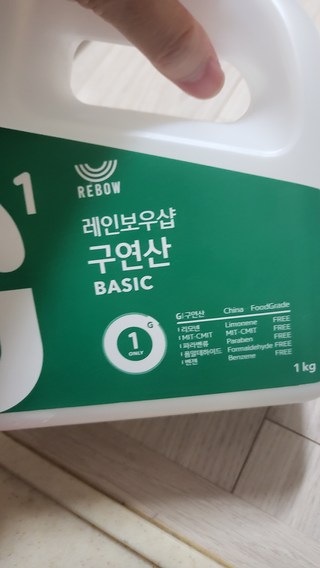 1
REBOW
레인보우샵
구연산
BASIC
G
1
ONLY
G 구연산 China FoodGrade
리모넨 Limonene FREE
MIT·CMIT MIT-CMIT FREE
파라벤류 Paraben FREE
폼알데하이드 Formaldehyde FREE
벤젠 Benzene FREE
1 kg